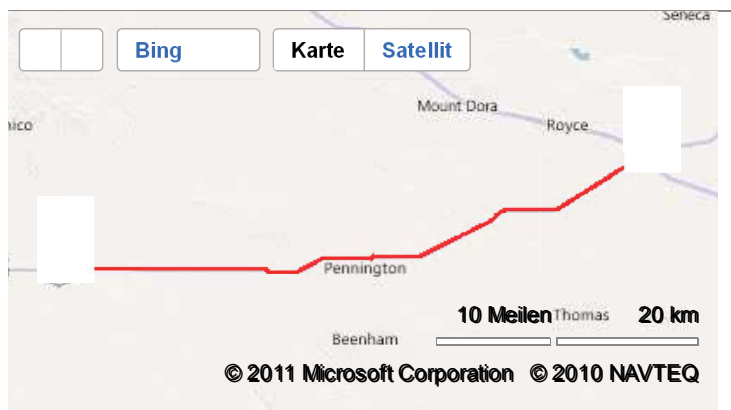 Seneca
Bing Karte Satellit
Mount Dora
Royce
nico
Pennington
10 Meilen Thomas 20 km
Beenham
© 2011 Microsoft Corporation © 2010 NAVTEQ